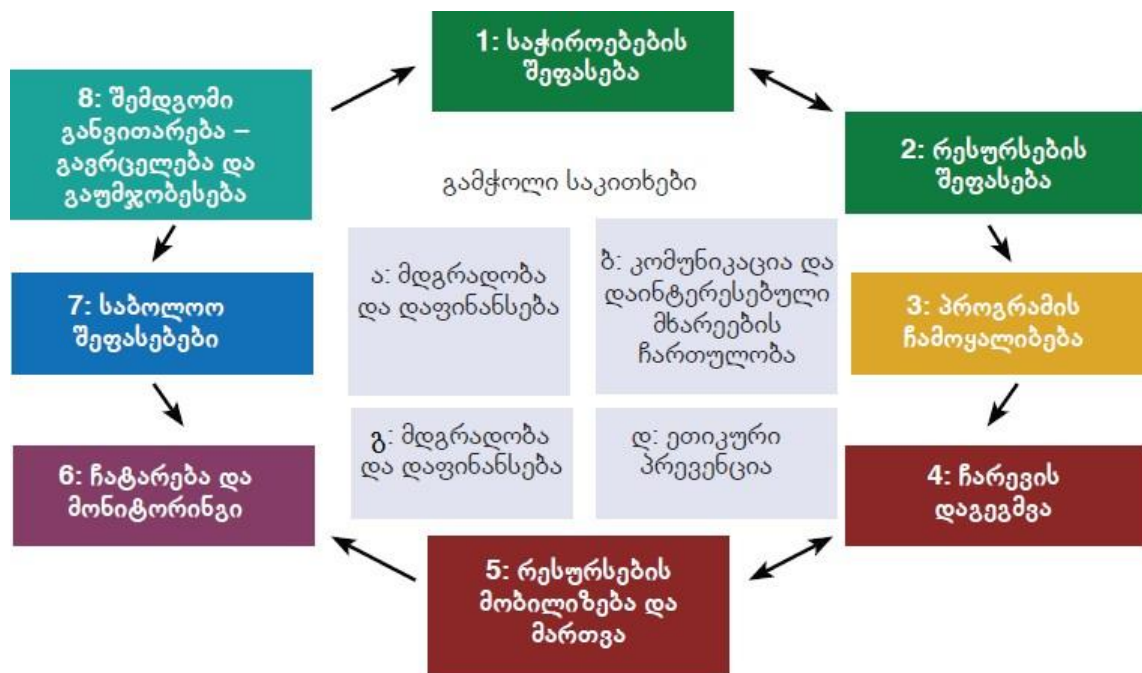 1: საჭიროებების
შეფასება
2: რესურსების
შეფასება
3: პროგრამის
ჩამოყალიბება
4: ჩარევის
დაგეგმვა
5: რესურსების
მობილიზება და
მართვა
6: ჩატარება და
მონიტორინგი
7: საბოლოო
შეფასებები
8: შემდგომი
განვითარება –
გავრცელება და
გაუმჯობესება
გამჭოლი საკითხები
ა: მდგრადობა
და დაფინანსება
ბ: კომუნიკაცია და
დაინტერესებული
მხარეების
ჩართულობა
გ: მდგრადობა
და დაფინანსება
დ: ეთიკური
პრევენცია